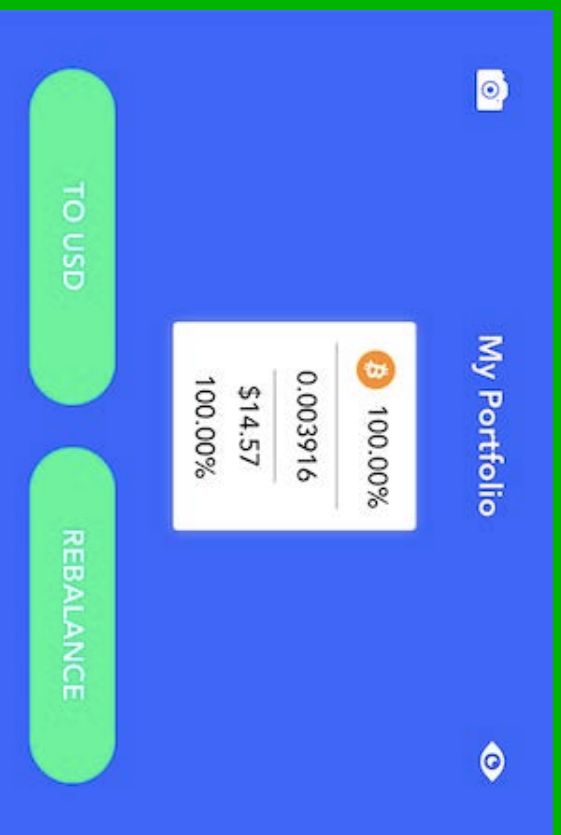 My Portfolio
100.00%
0.003916
$14.57
100.00%
TO USD
REBALANCE